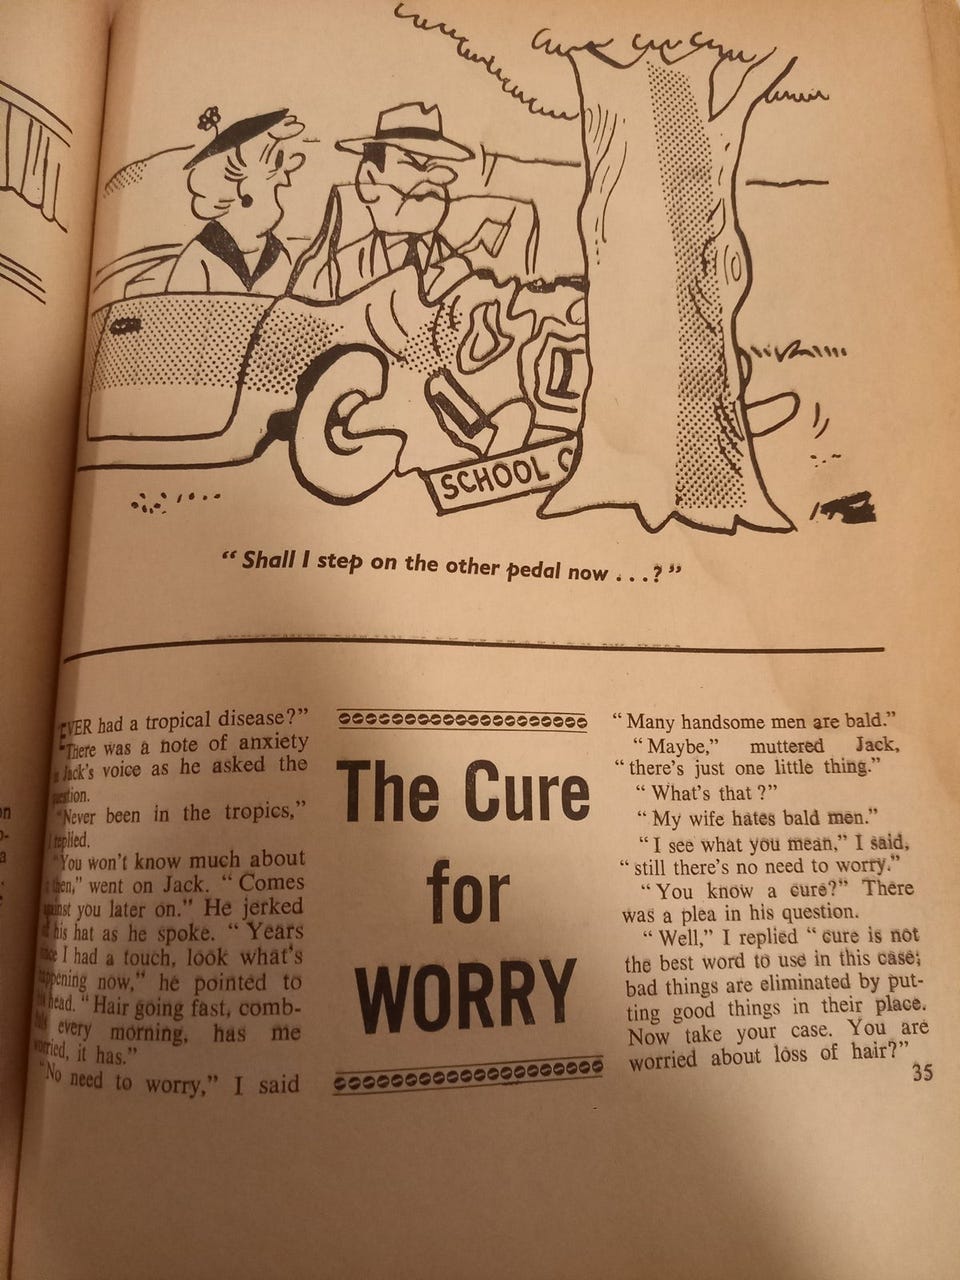 SCHOOL C
“ Shall I step on the other pedal now . . . ? ”
EVER had a tropical disease?”
There was a note of anxiety
Jack's voice as he asked the
“Never been in the tropics,”
replied.
“You won't know much about
then,” went on Jack. “ Comes
you later on.” He jerked
his hat as he spoke. “ Years
I had a touch, look what's
now,” he pointed to
head. “ Hair going fast, comb-
every morning, has me
worried, it has.”
“No need to worry,” I said
The Cure
for
WORRY
“ Many handsome men are bald.”
“ Maybe,” muttered Jack,
“ there's just one little thing.”
“ What's that ?”
“ My wife hates bald men.”
“ I see what you mean,” I said,
“ still there's no need to worry.”
“ You know a cure?” There
was a plea in his question.
“ Well,” I replied “ cure is not
the best word to use in this case;
bad things are eliminated by put-
ting good things in their place.
Now take your case. You are
worried about loss of hair?”
35